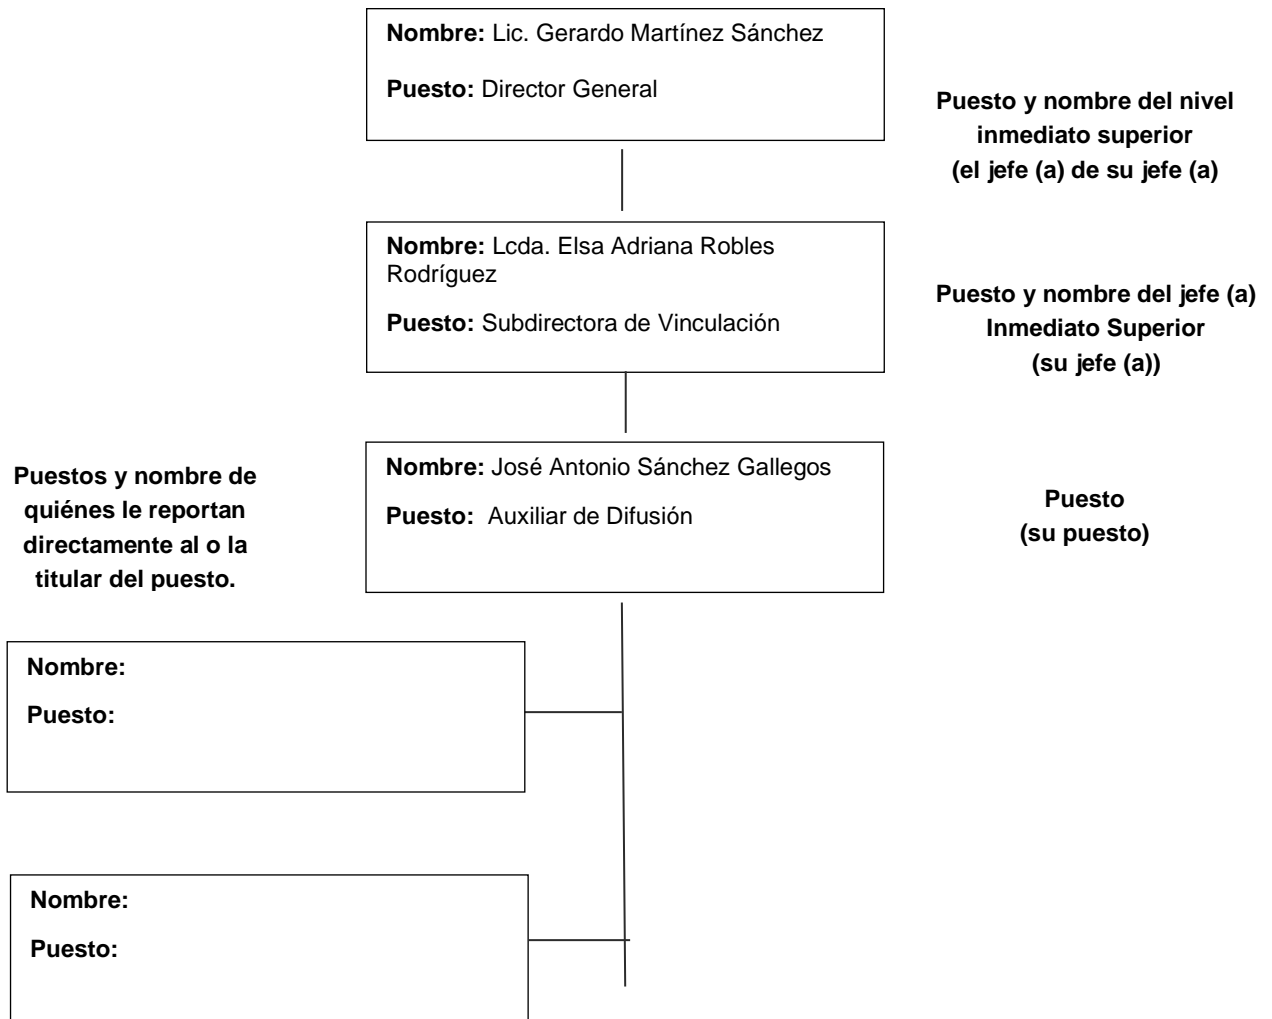 Nombre: Lic. Gerardo Martínez Sánchez
Puesto: Director General
Puesto y nombre del nivel
inmediato superior
(el jefe (a) de su jefe (a)
Nombre: Lcda. Elsa Adriana Robles
Rodríguez
Puesto: Subdirectora de Vinculación
Puesto y nombre del jefe (a)
Inmediato Superior
(su jefe (a))
Nombre: José Antonio Sánchez Gallegos
Puesto: Auxiliar de Difusión
Puesto
(su puesto)
Puestos y nombre de
quiénes le reportan
directamente al o la
titular del puesto.
Nombre:
Puesto:
Nombre:
Puesto: